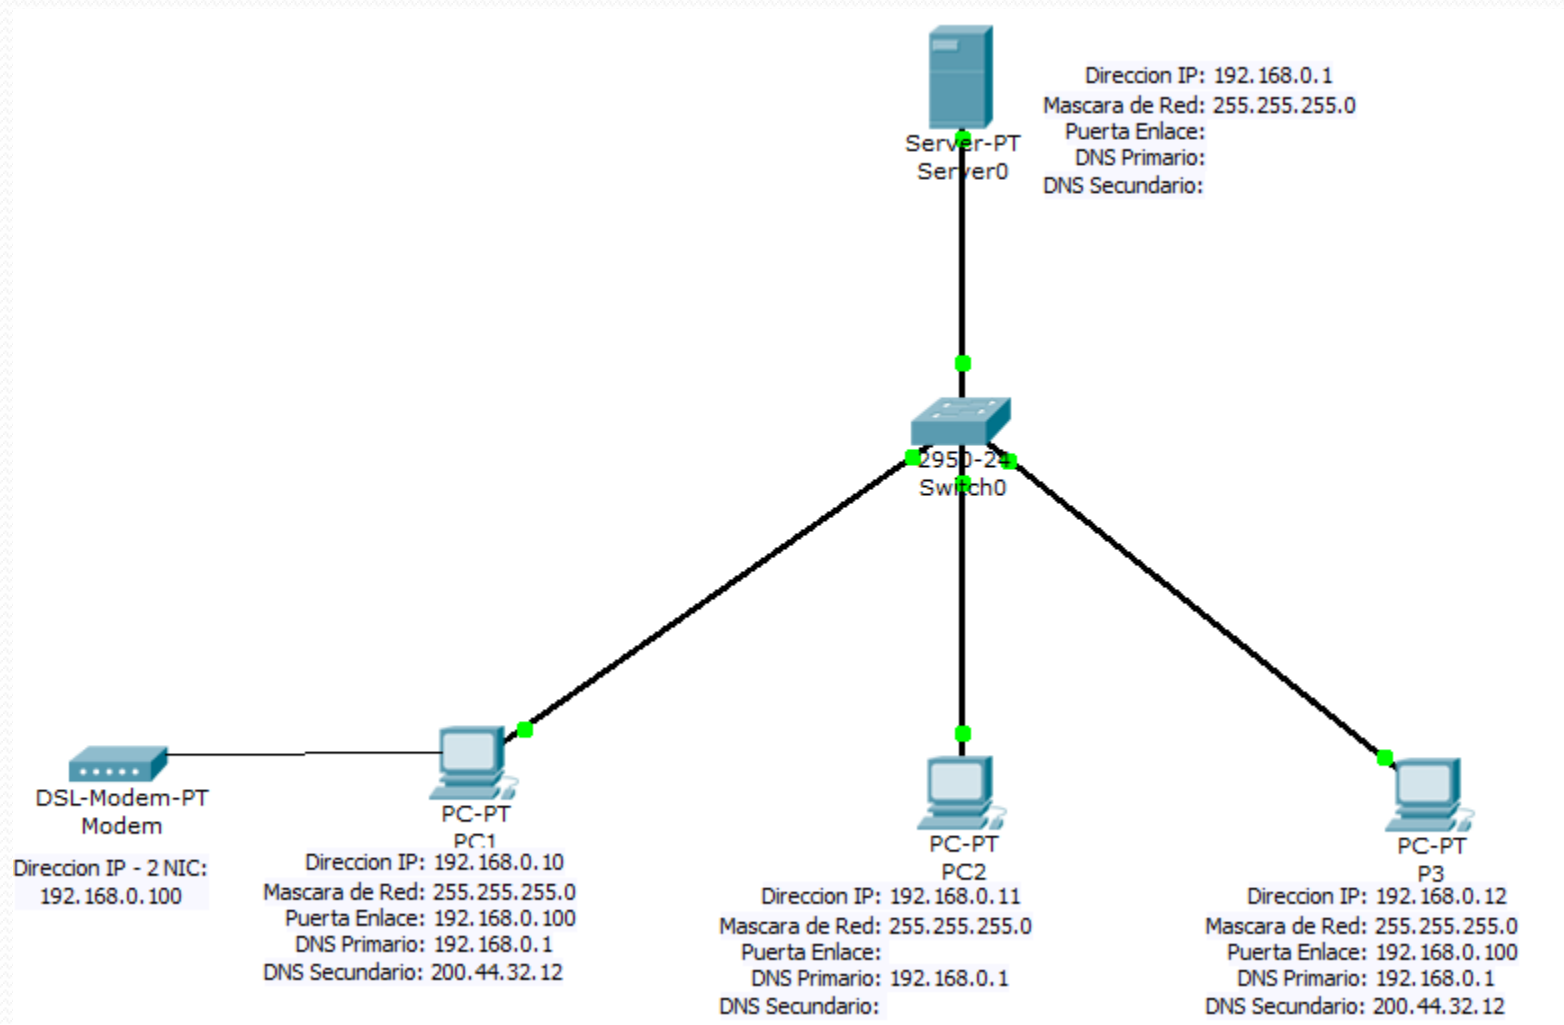 Direccion IP: 192.168.0.1
Mascara de Red: 255.255.255.0
Puerta Enlace:
DNS Primario:
DNS Secundario:
Server-PT
Server0
2950-24
Switch0
DSL-Modem-PT
Modem
Direccion IP - 2 NIC:
192.168.0.100
PC-PT
PC1
Direccion IP: 192.168.0.10
Mascara de Red: 255.255.255.0
Puerta Enlace: 192.168.0.100
DNS Primario: 192.168.0.1
DNS Secundario: 200.44.32.12
PC-PT
PC2
Direccion IP: 192.168.0.11
Mascara de Red: 255.255.255.0
Puerta Enlace:
DNS Primario: 192.168.0.1
DNS Secundario:
PC-PT
P3
Direccion IP: 192.168.0.12
Mascara de Red: 255.255.255.0
Puerta Enlace: 192.168.0.100
DNS Primario: 192.168.0.1
DNS Secundario: 200.44.32.12